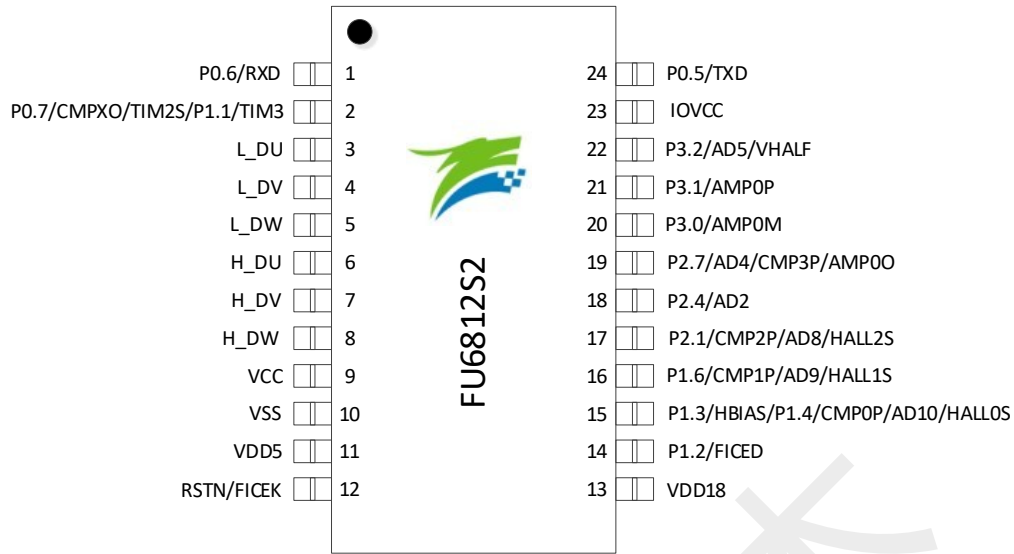 P0.6/RXD 1 24 P0.5/TXD
P0.7/CMPXO/TIM2S/P1.1/TIM3 2 23 IOVCC
L_DU 3 22 P3.2/AD5/VHALF
L_DV 4 21 P3.1/AMP0P
L_DW 5 20 P3.0/AMP0M
H_DU 6 19 P2.7/AD4/CMP3P/AMP0O
H_DV 7 18 P2.4/AD2
H_DW 8 17 P2.1/CMP2P/AD8/HALL2S
VCC 9 16 P1.6/CMP1P/AD9/HALL1S
VSS 10 15 P1.3/HBIAS/P1.4/CMP0P/AD10/HALL0S
VDD5 11 14 P1.2/FICED
RSTN/FICEK 12 13 VDD18
FU6812S2